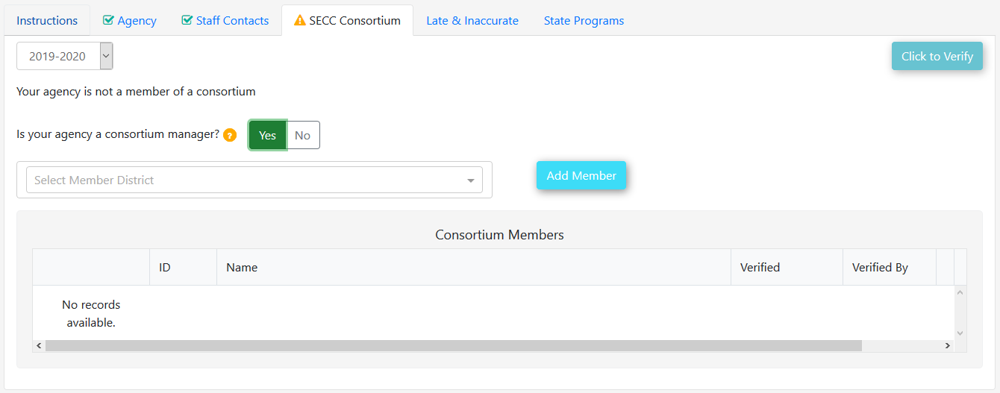 Instructions Agency Staff Contacts SECC Consortium Late & Inaccurate State Programs
2019-2020 Click to Verify
Your agency is not a member of a consortium
Is your agency a consortium manager? ? Yes No
Select Member District Add Member
Consortium Members
ID Name Verified Verified By
No records
available.